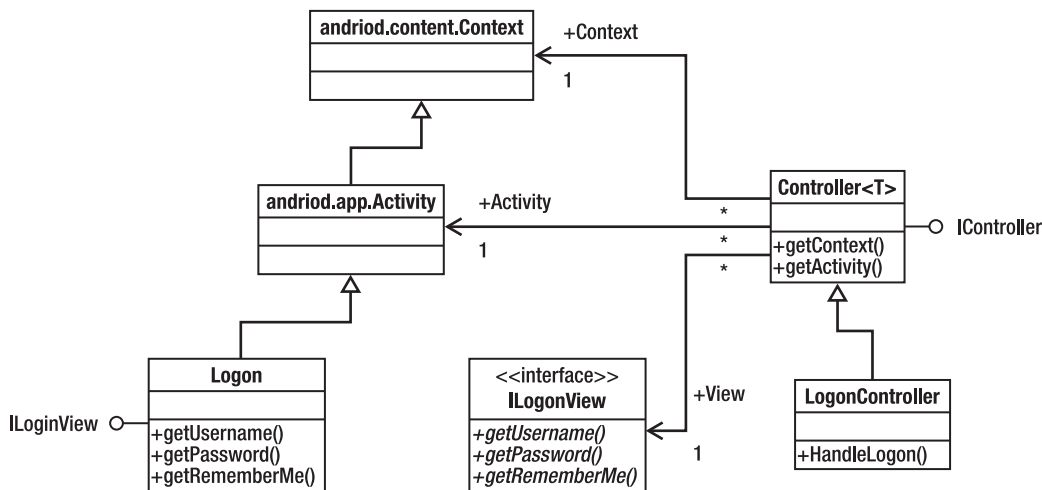 andriod.content.Context
+Context
1
andriod.app.Activity
+Activity
1
Controller<T>
*
*
*
+getContext()
+getActivity()
IController
Logon
ILoginView
+getUsername()
+getPassword()
+getRememberMe()
<<interface>>
ILogonView
+getUsername()
+getPassword()
+getRememberMe()
+View
1
LogonController
+HandleLogon()